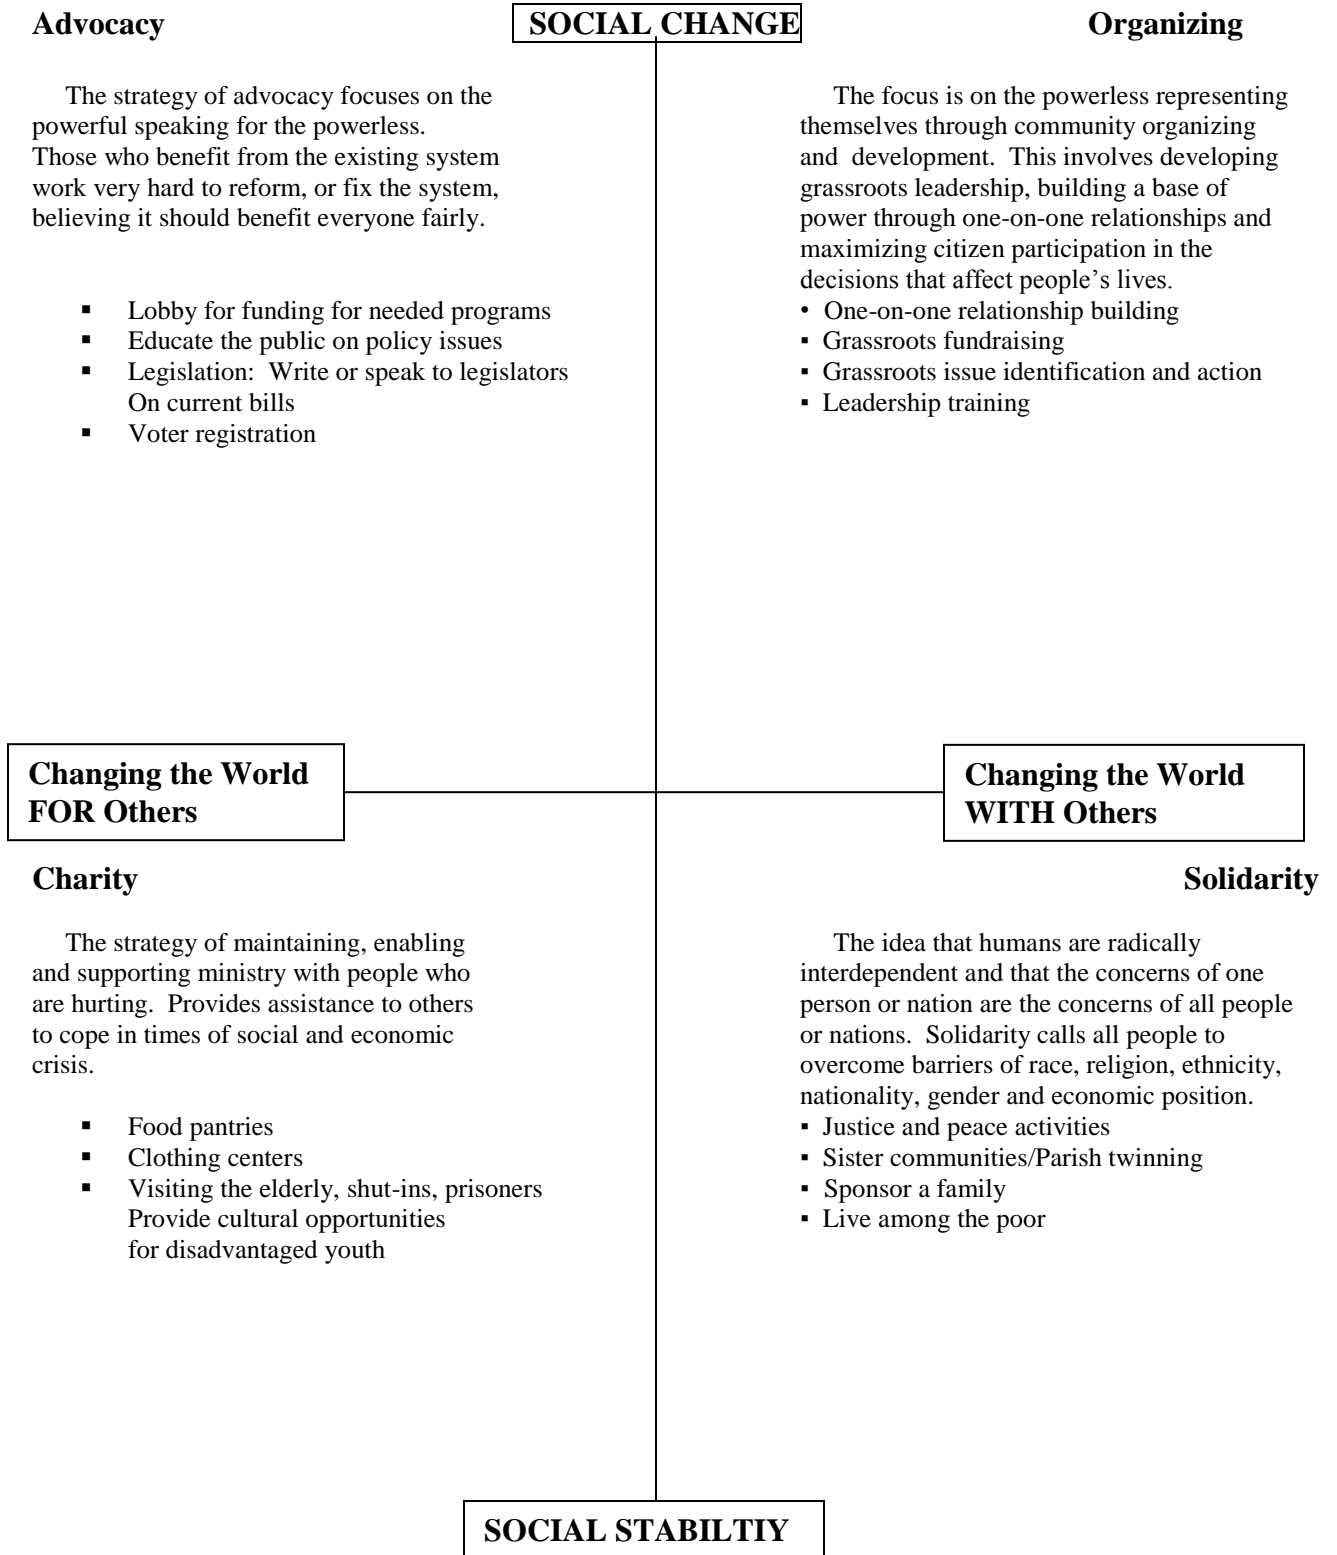 Advocacy
SOCIAL CHANGE
Organizing
The strategy of advocacy focuses on the
powerful speaking for the powerless.
Those who benefit from the existing system
work very hard to reform, or fix the system,
believing it should benefit everyone fairly.
▪ Lobby for funding for needed programs
▪ Educate the public on policy issues
▪ Legislation: Write or speak to legislators
On current bills
▪ Voter registration
The focus is on the powerless representing
themselves through community organizing
and development. This involves developing
grassroots leadership, building a base of
power through one-on-one relationships and
maximizing citizen participation in the
decisions that affect people’s lives.
• One-on-one relationship building
▪ Grassroots fundraising
▪ Grassroots issue identification and action
▪ Leadership training
Changing the World
FOR Others
Changing the World
WITH Others
Charity
The strategy of maintaining, enabling
and supporting ministry with people who
are hurting. Provides assistance to others
to cope in times of social and economic
crisis.
▪ Food pantries
▪ Clothing centers
▪ Visiting the elderly, shut-ins, prisoners
Provide cultural opportunities
for disadvantaged youth
Solidarity
The idea that humans are radically
interdependent and that the concerns of one
person or nation are the concerns of all people
or nations. Solidarity calls all people to
overcome barriers of race, religion, ethnicity,
nationality, gender and economic position.
▪ Justice and peace activities
▪ Sister communities/Parish twinning
▪ Sponsor a family
▪ Live among the poor
SOCIAL STABILTIY